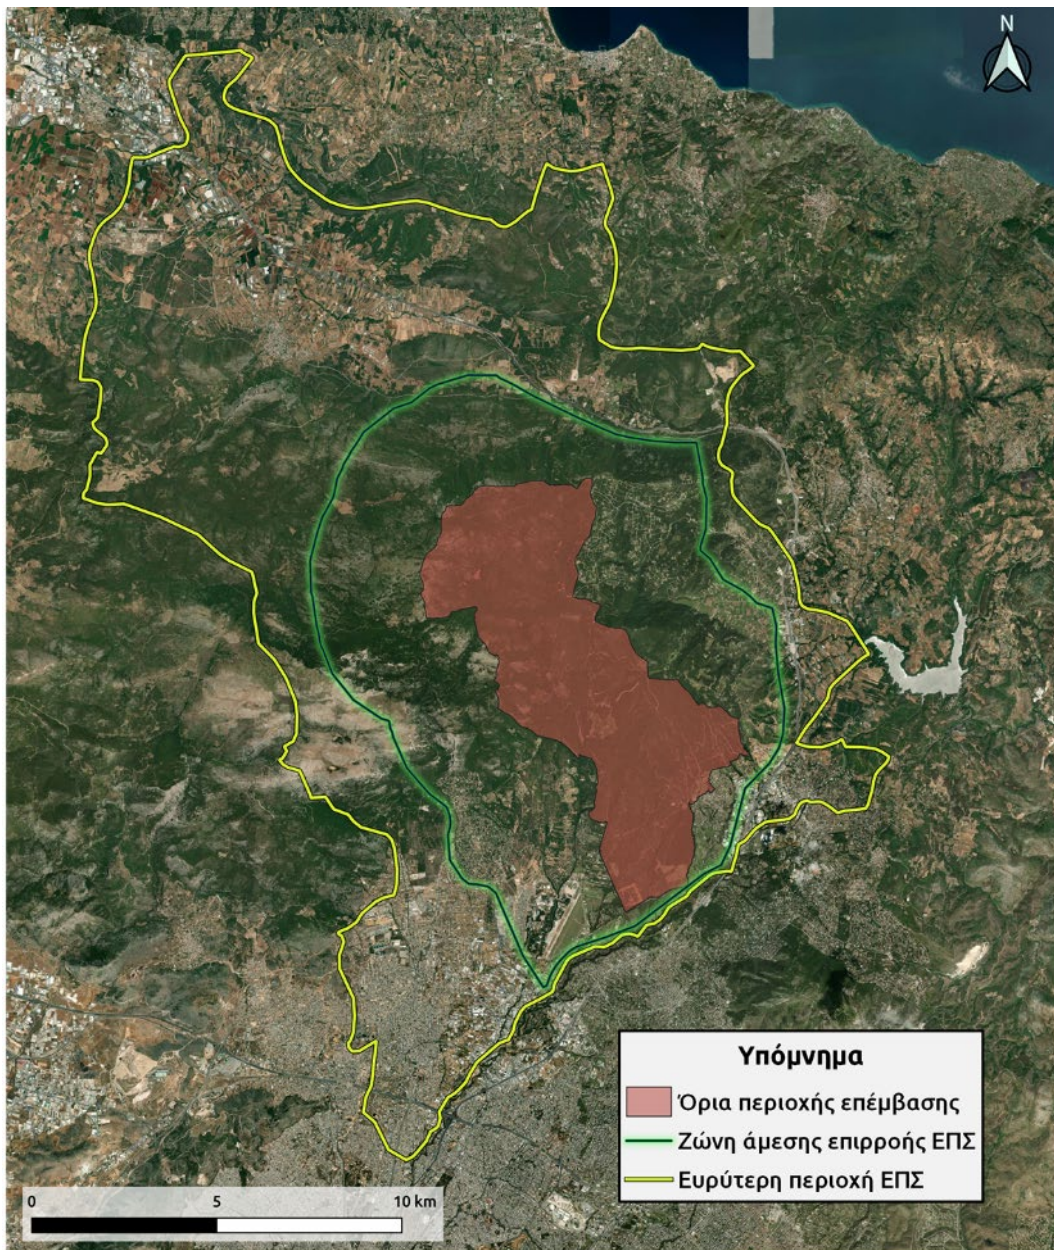 N
Υπόμνημα
Όρια περιοχής επέμβασης
Ζώνη άμεσης επιρροής ΕΠΣ
Ευρύτερη περιοχή ΕΠΣ
0 5 10 km